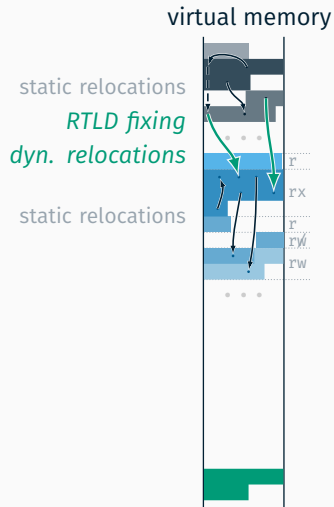 virtual memory
static relocations
RTLD fixing
dyn. relocations
r
rx
static relocations
r
rw
rw